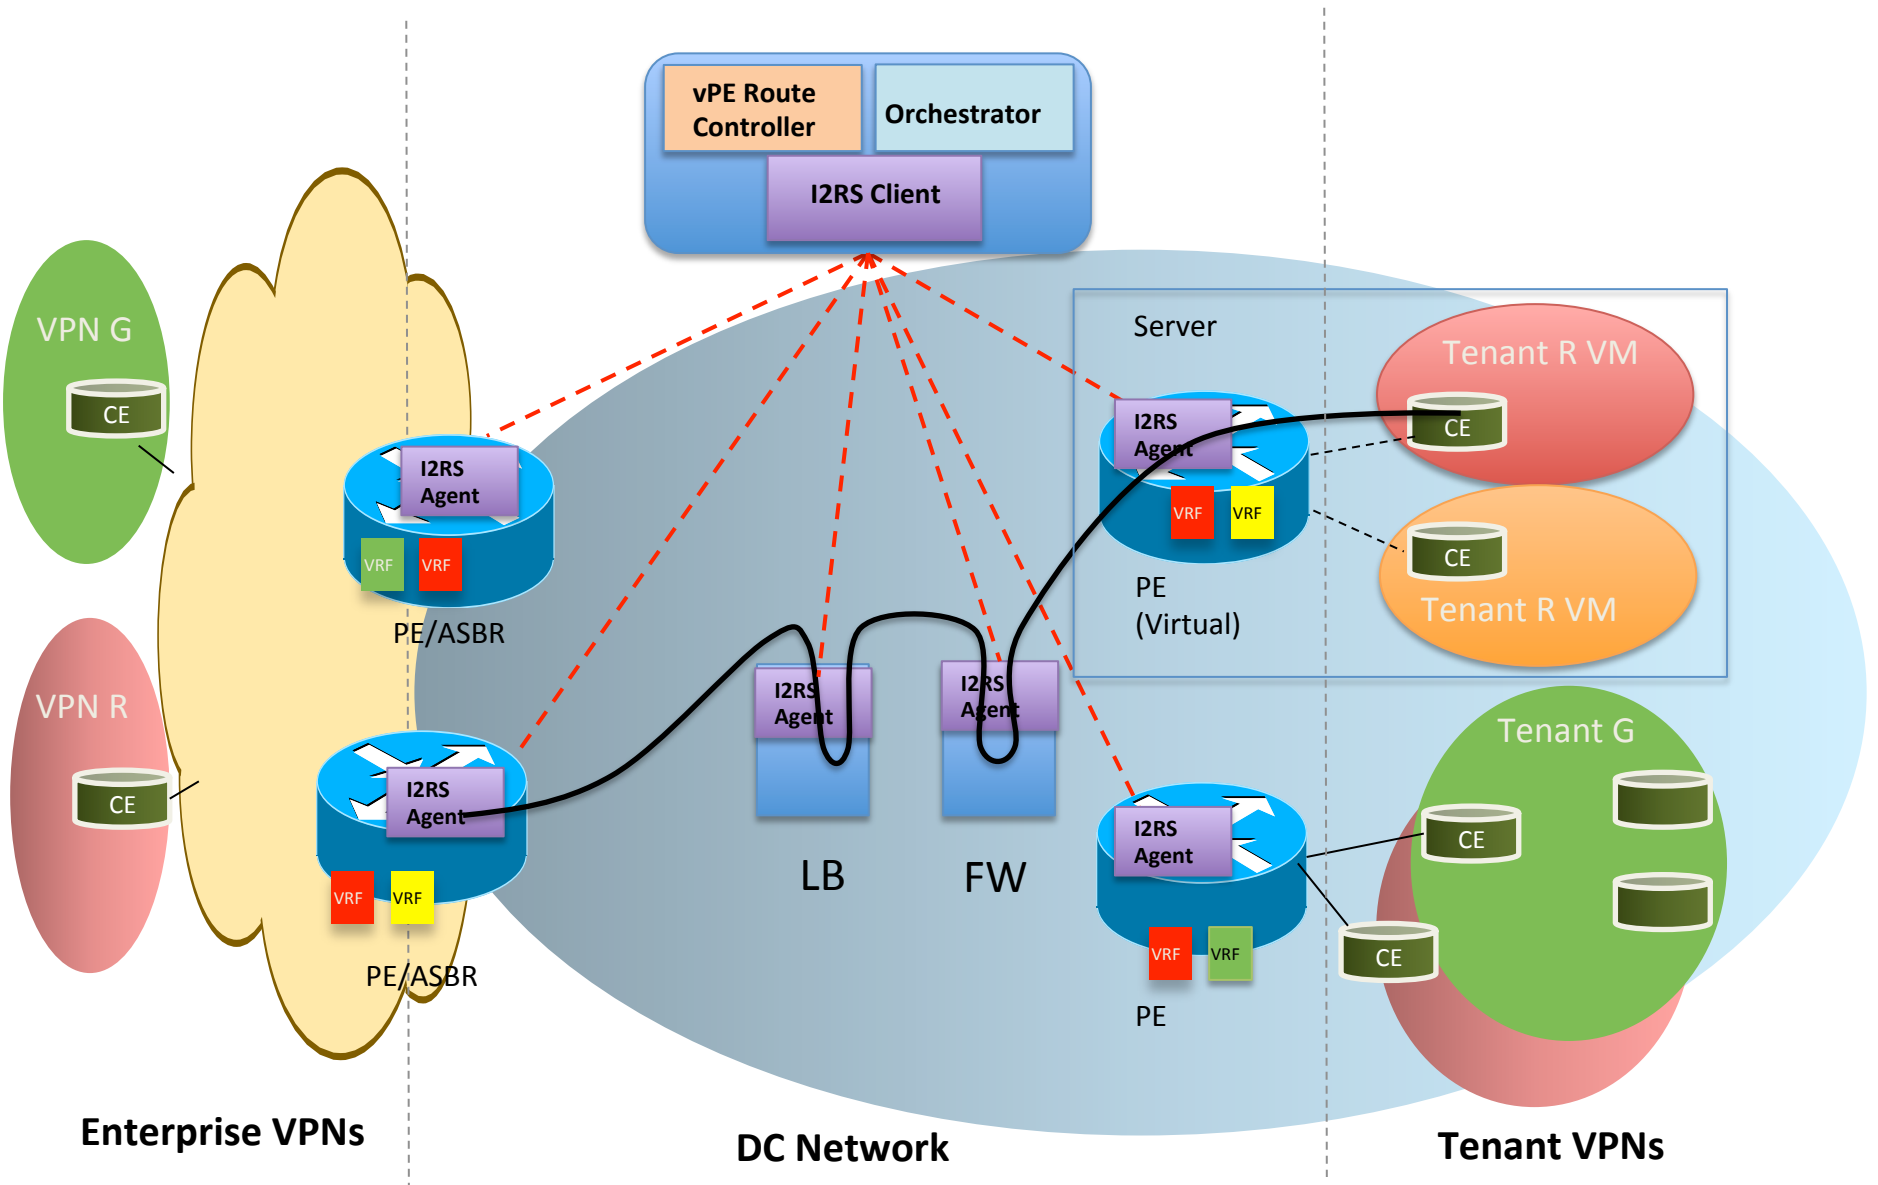 vPE Route
Controller
Orchestrator
I2RS Client
VPN G
CE
Server
Tenant R VM
CE
I2RS
Agent
VRF
VRF
PE
(Virtual)
CE
Tenant R VM
I2RS
Agent
VRF
VRF
PE/ASBR
VPN R
CE
I2RS
Agent
VRF
VRF
PE/ASBR
I2RS
Agent
LB
I2RS
Agent
FW
I2RS
Agent
VRF
VRF
PE
Tenant G
CE
CE
Enterprise VPNs
DC Network
Tenant VPNs